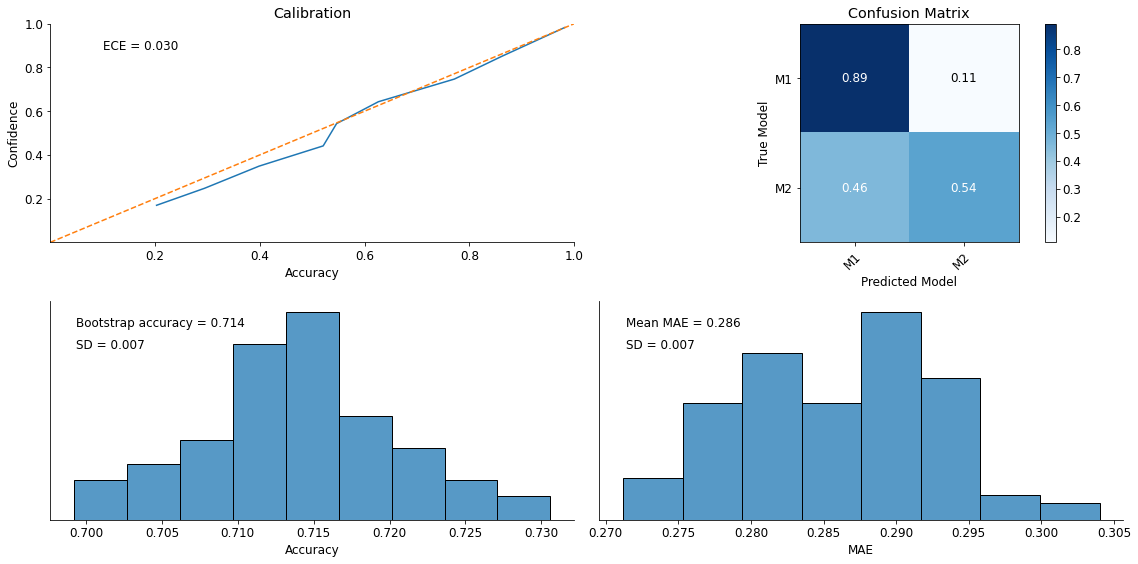 Calibration
1.0
0.8
0.6
0.4
0.2
Confidence
ECE = 0.030
0.2
0.4
0.6
0.8
1.0
Accuracy
Confusion Matrix
True Model
M1
M2
0.89
0.11
0.46
0.54
M1
M2
Predicted Model
0.8
0.7
0.6
0.5
0.4
0.3
0.2
Bootstrap accuracy = 0.714
SD = 0.007
0.700
0.705
0.710
0.715
0.720
0.725
0.730
Accuracy
Mean MAE = 0.286
SD = 0.007
0.270
0.275
0.280
0.285
0.290
0.295
0.300
0.305
MAE